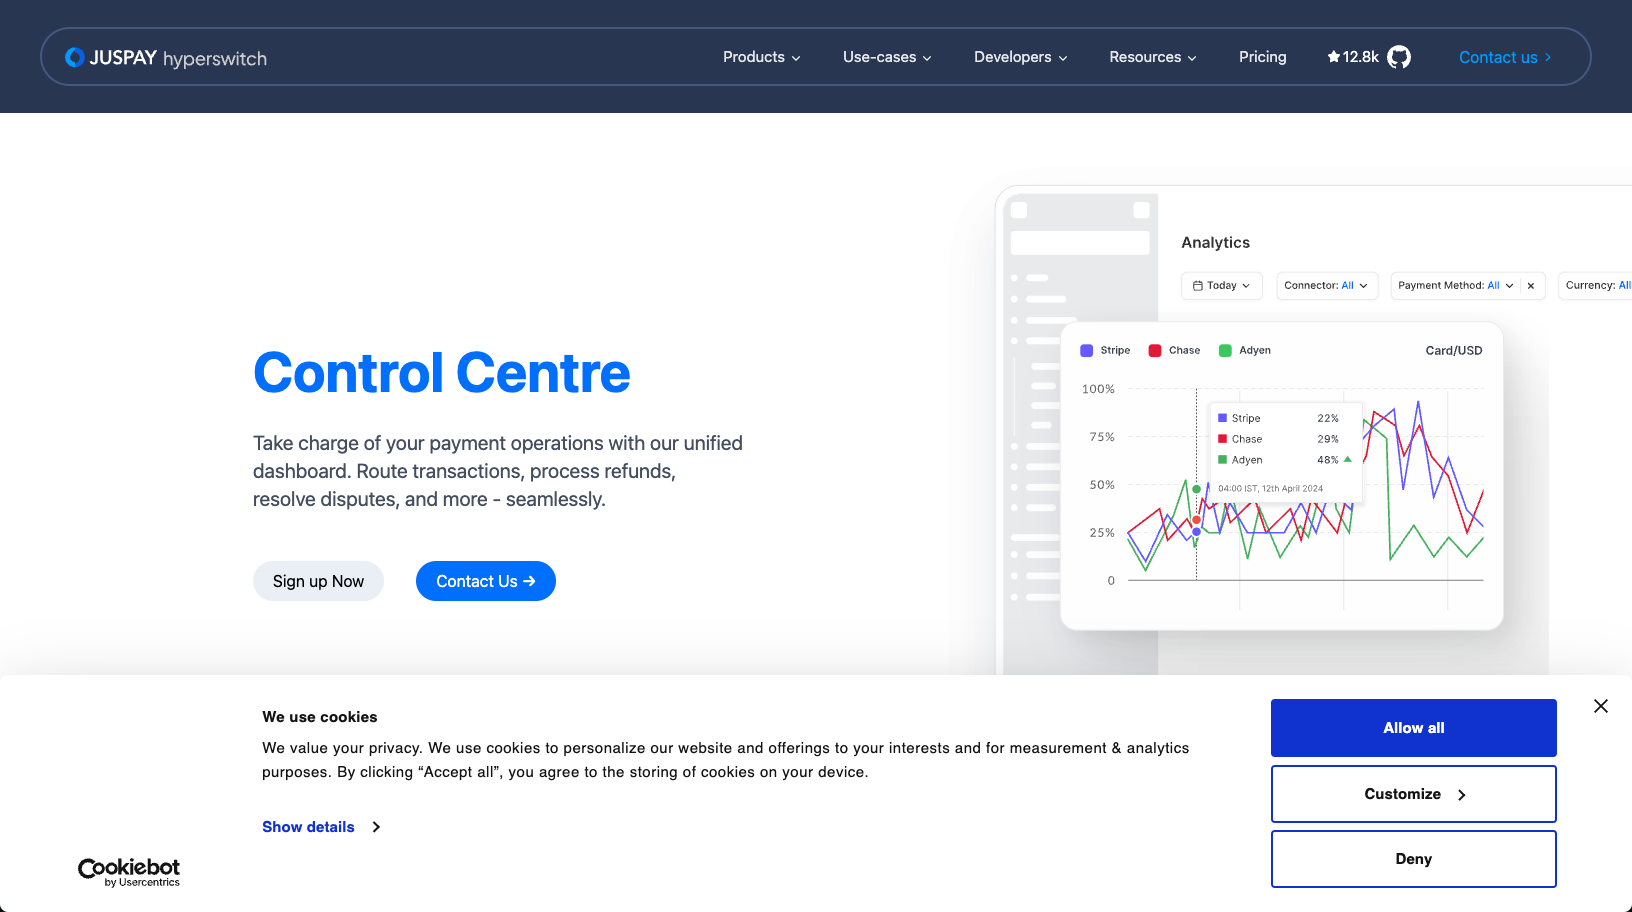 JUSPAY hyperswitch
Products
Use-cases
Developers
Resources
Pricing
12.8k
Contact us
Control Centre
Take charge of your payment operations with our unified
dashboard. Route transactions, process refunds,
resolve disputes, and more - seamlessly.
Sign up Now
Contact Us
Analytics
Today
Connector: All
Payment Method: All
Currency: All
Stripe
Chase
Adyen
Card/USD
100%
75%
50%
25%
0
Stripe 22%
Chase 29%
Adyen 48%
04:00 IST, 12th April 2024
We use cookies
We value your privacy. We use cookies to personalize our website and offerings to your interests and for measurement & analytics
purposes. By clicking “Accept all”, you agree to the storing of cookies on your device.
Show details
Cookiebot
by Usercentrics
Allow all
Customize
Deny